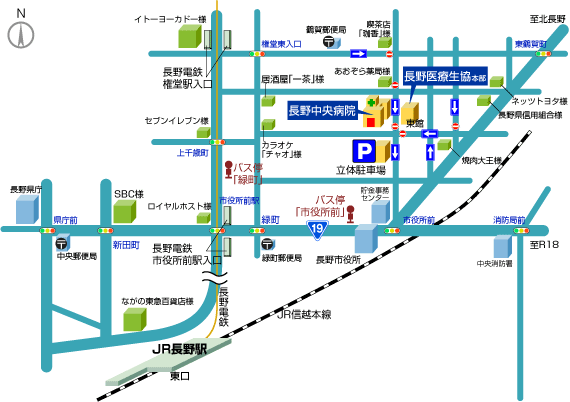 N
イトーヨーカドー様
鶴賀郵便局
喫茶店
「珈香」様
至北長野
権堂東入口
東鶴賀町
長野電鉄
権堂駅入口
居酒屋「一茶」様
あおぞら薬局様
長野医療生協本部
長野中央病院
ネッツトヨタ様
長野県信用組合様
セブンイレブン様
カラオケ
「チャオ」様
東館
上千歳町
P
立体駐車場
焼肉大王様
バス停
「緑町」
長野県庁
SBC様
市役所前駅
バス停
「市役所前」
貯金事務
センター
ロイヤルホスト様
県庁前
新田町
緑町
19
市役所前
消防局前
中央郵便局
長野電鉄
市役所前駅入口
緑町郵便局
長野市役所
中央消防署
至R18
ながの東急百貨店様
長野電鉄
JR信越本線
JR長野駅
東口